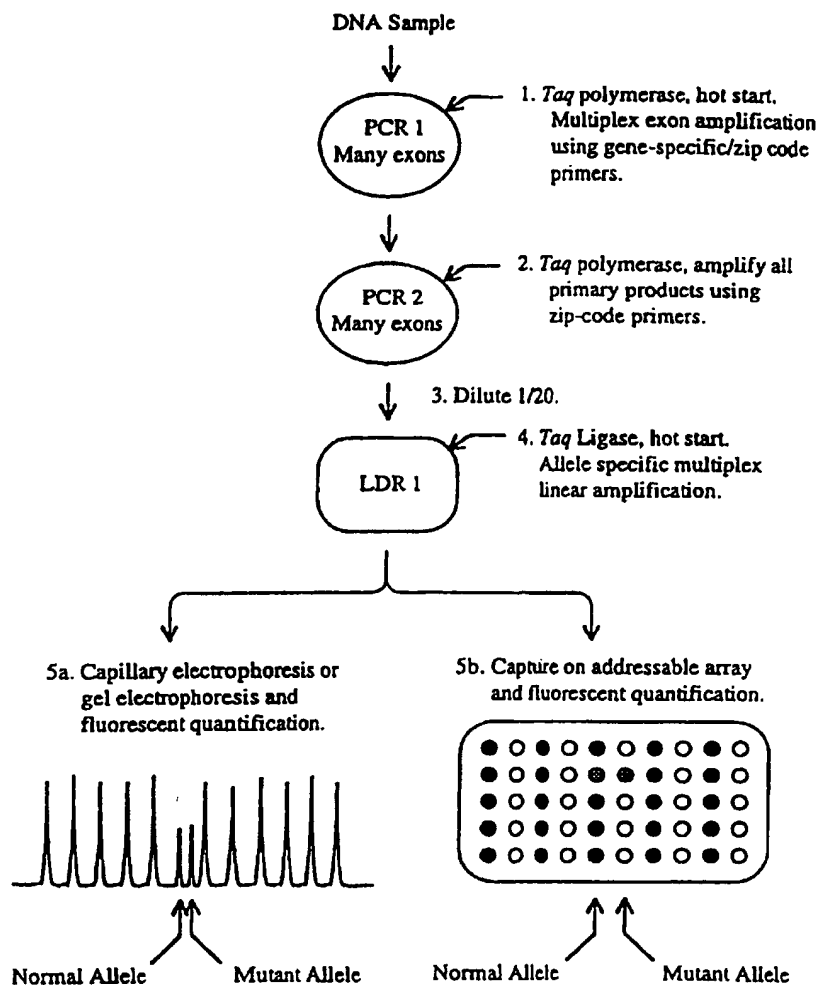 DNA Sample
PCR 1
Many exons
1. Taq polymerase, hot start.
Multiplex exon amplification
using gene-specific/zip code
primers.
PCR 2
Many exons
2. Taq polymerase, amplify all
primary products using
zip-code primers.
3. Dilute 1/20.
LDR 1
4. Taq Ligase, hot start.
Allele specific multiplex
linear amplification.
5a. Capillary electrophoresis or
gel electrophoresis and
fluorescent quantification.
5b. Capture on addressable array
and fluorescent quantification.
Normal Allele
Mutant Allele
Normal Allele
Mutant Allele